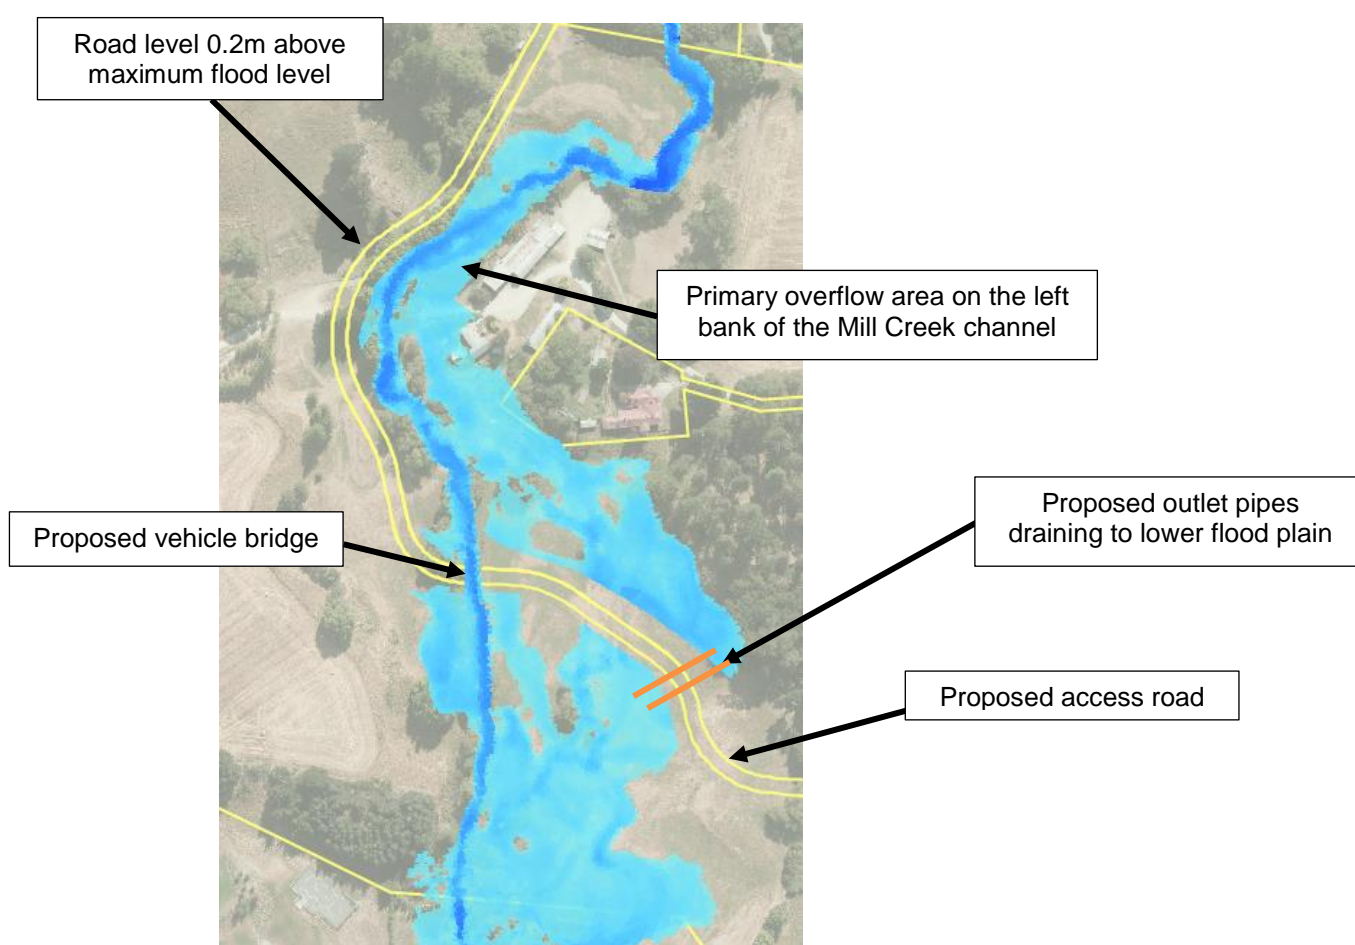 Road level 0.2m above
maximum flood level
Primary overflow area on the left
bank of the Mill Creek channel
Proposed outlet pipes
draining to lower flood plain
Proposed vehicle bridge
Proposed access road